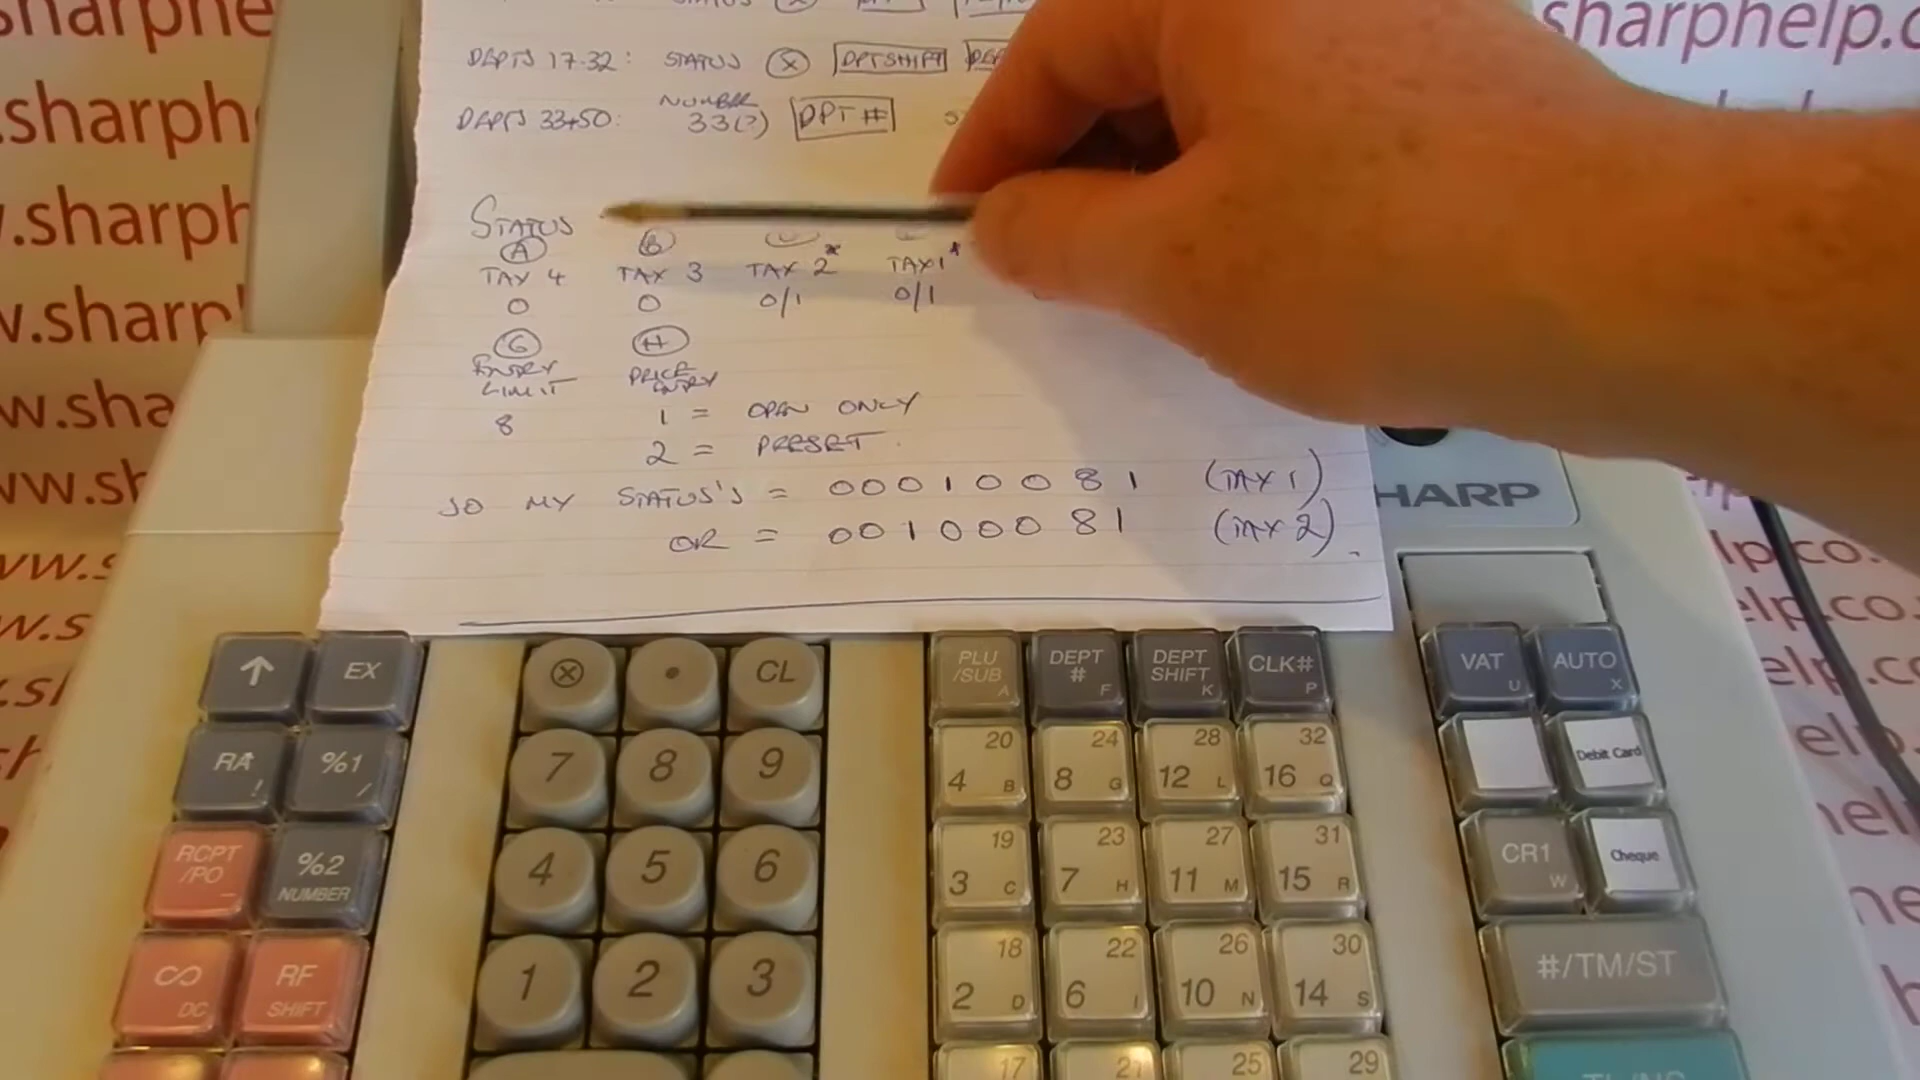 DEPTS 17-32: STATUS X DPTSHIFT
NUMBER
DEPTS 33-50: 33(?) DPT #
STATUS
A B
TAX 4 TAX 3 TAX 2* TAX 1*
0 0 0/1 0/1
G H
ENTRY LIMIT PRICE ENTRY
8 1 = OPEN ONLY
2 = PRESET.
SO MY STATUS'S = 00010081 (TAX 1)
OR = 00100081 (TAX 2).
SHARP
sharphelp.c
sharphe
.sharph
w.sharph
w.sharpl
ww.sha
ww.sh
↑ EX ⊗ • CL PLU /SUB A DEPT # F DEPT SHIFT K CLK# P VAT U AUTO X
RA ! %1 / 7 8 9 20 4 B 24 8 G 28 12 L 32 16 Q Debit Card
RCPT /PO %2 NUMBER 4 5 6 19 3 C 23 7 H 27 11 M 31 15 R CR1 W Cheque
DC RF SHIFT 1 2 3 18 2 D 22 6 I 26 10 N 30 14 S #/TM/ST
17 21 25 29